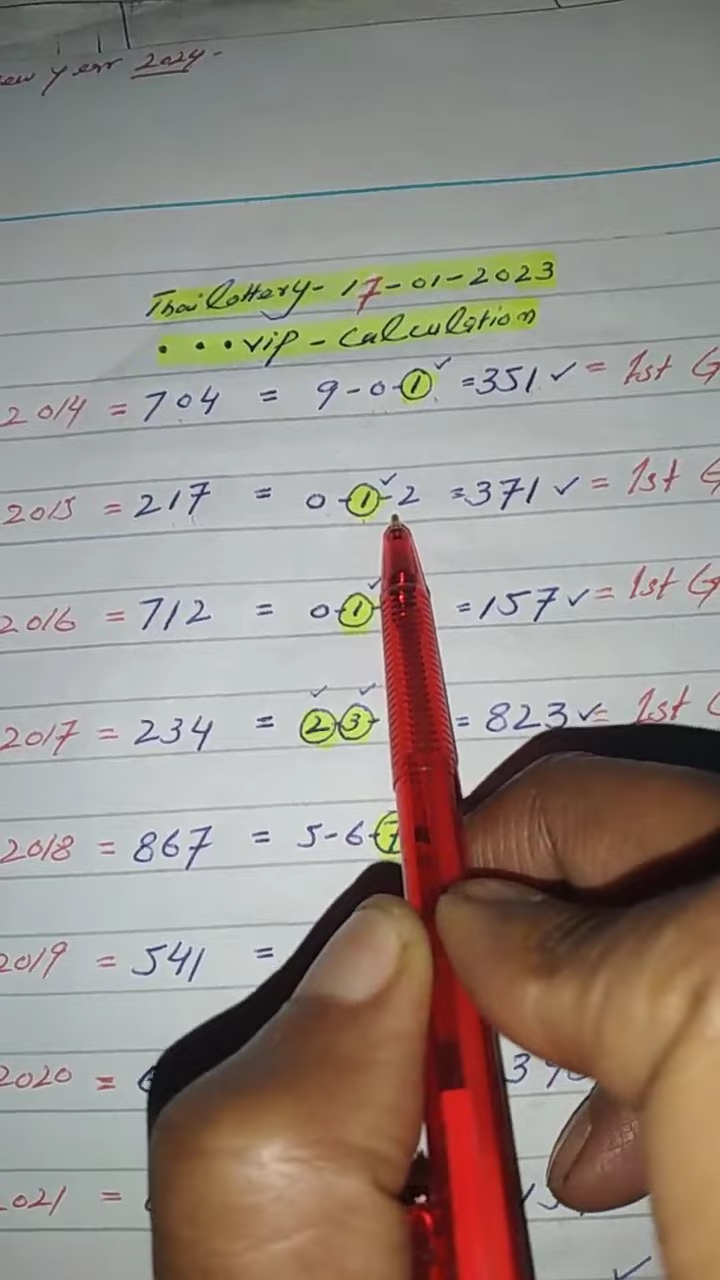 new year 2024-
Thai Lottery- 17-01-2023
• • • vip - calculation
2014 = 704 = 9-0-1 = 351 ✓ = 1st G
2015 = 217 = 0-1-2 = 371 ✓ = 1st G
2016 = 712 = 0-1- = 157 ✓ = 1st G
2017 = 234 = 2-3- = 823 ✓ = 1st G
2018 = 867 = 5-6-7
2019 = 541 =
2020 =
2021 =